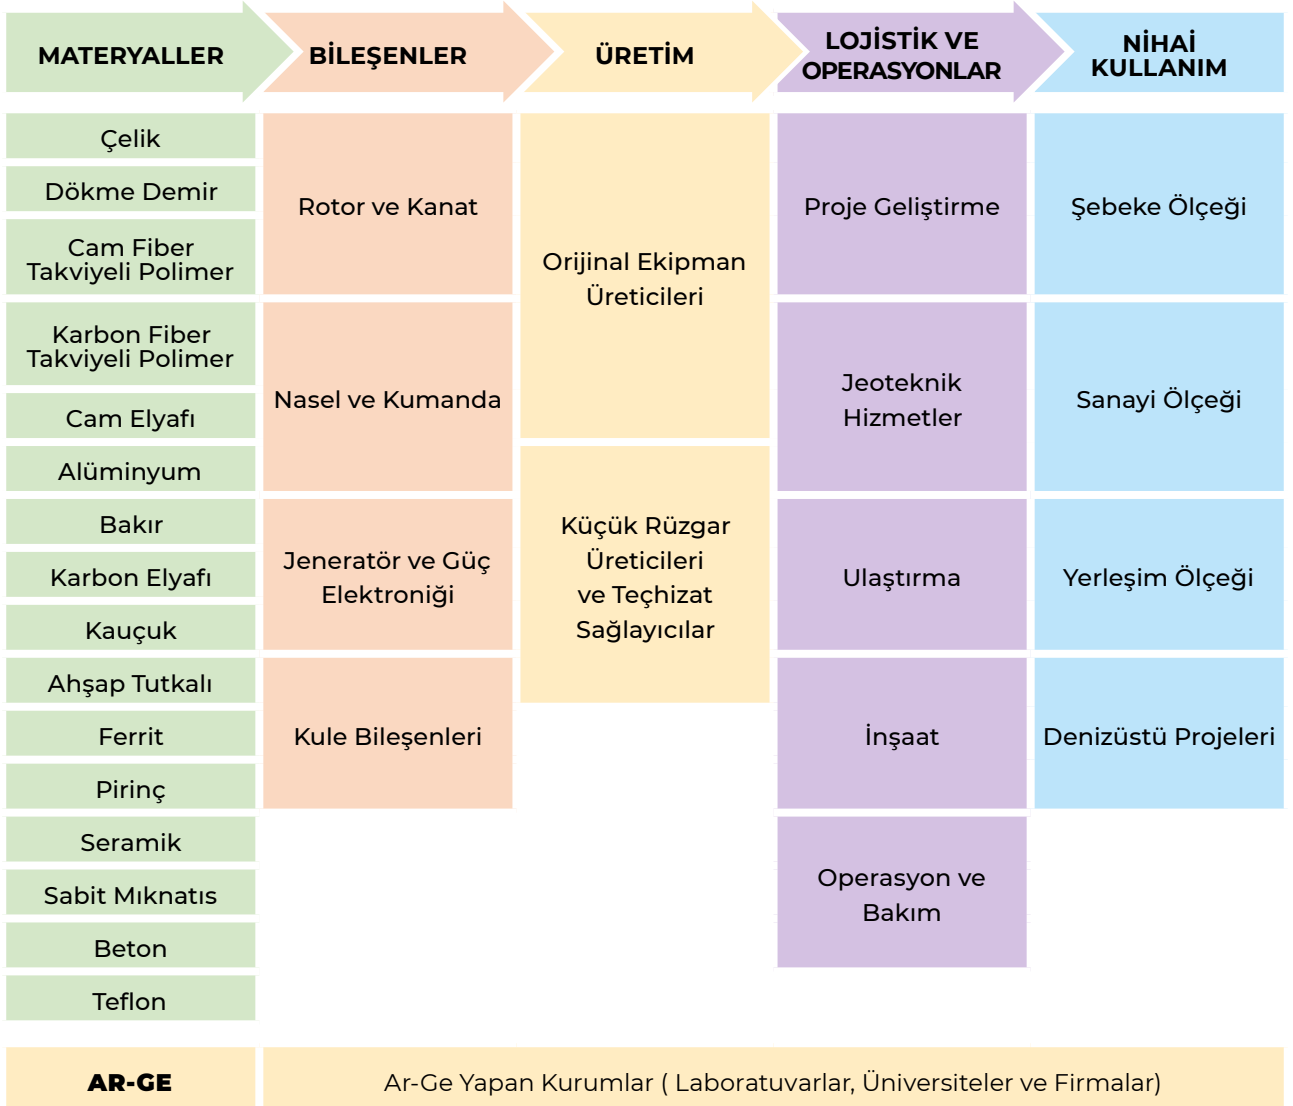 MATERYALLER
BİLEŞENLER
ÜRETİM
LOJİSTİK VE
OPERASYONLAR
NİHAİ
KULLANIM
Çelik
Dökme Demir
Cam Fiber
Takviyeli Polimer
Karbon Fiber
Takviyeli Polimer
Cam Elyafı
Alüminyum
Bakır
Karbon Elyafı
Kauçuk
Ahşap Tutkalı
Ferrit
Pirinç
Seramik
Sabit Mıknatıs
Beton
Teflon
Rotor ve Kanat
Nasel ve Kumanda
Jeneratör ve Güç
Elektroniği
Kule Bileşenleri
Orijinal Ekipman
Üreticileri
Küçük Rüzgar
Üreticileri
ve Teçhizat
Sağlayıcılar
Proje Geliştirme
Jeoteknik
Hizmetler
Ulaştırma
İnşaat
Operasyon ve
Bakım
Şebeke Ölçeği
Sanayi Ölçeği
Yerleşim Ölçeği
Denizüstü Projeleri
AR-GE
Ar-Ge Yapan Kurumlar ( Laboratuvarlar, Üniversiteler ve Firmalar)